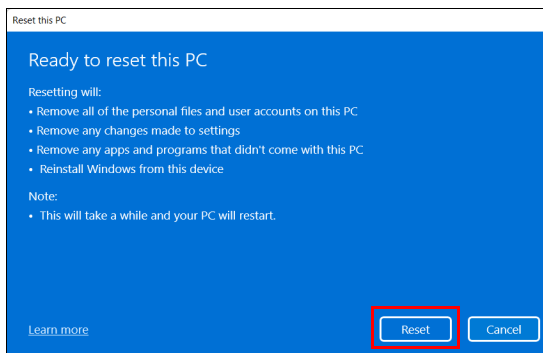 Reset this PC
Ready to reset this PC
Resetting will:
• Remove all of the personal files and user accounts on this PC
• Remove any changes made to settings
• Remove any apps and programs that didn't come with this PC
• Reinstall Windows from this device
Note:
• This will take a while and your PC will restart.
Learn more
Reset
Cancel